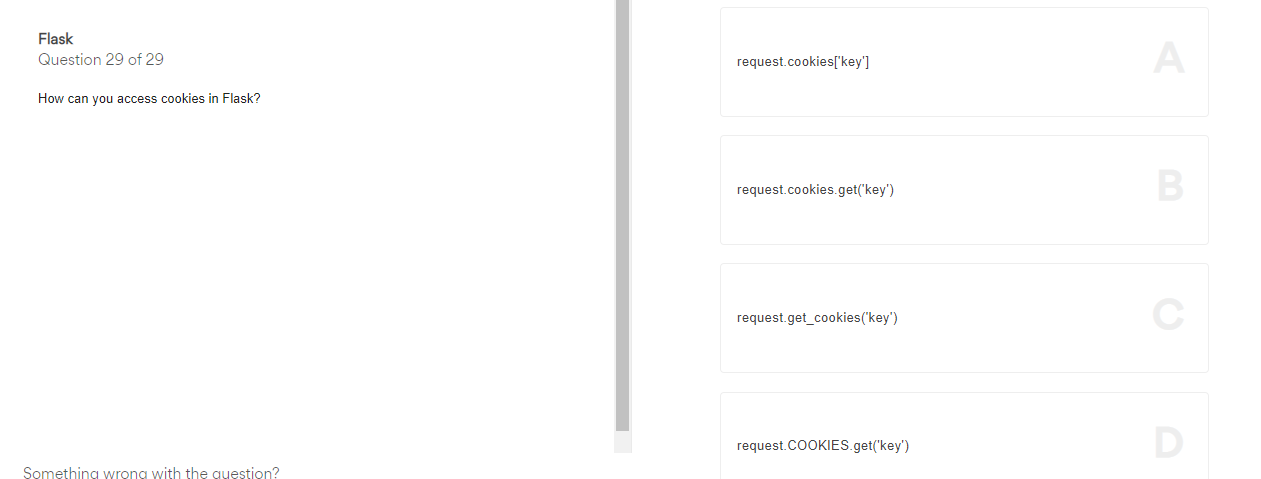 Flask
Question 29 of 29
How can you access cookies in Flask?
request.cookies['key']
A
request.cookies.get('key')
B
request.get_cookies('key')
C
request.COOKIES.get('key')
D
Something wrong with the question?